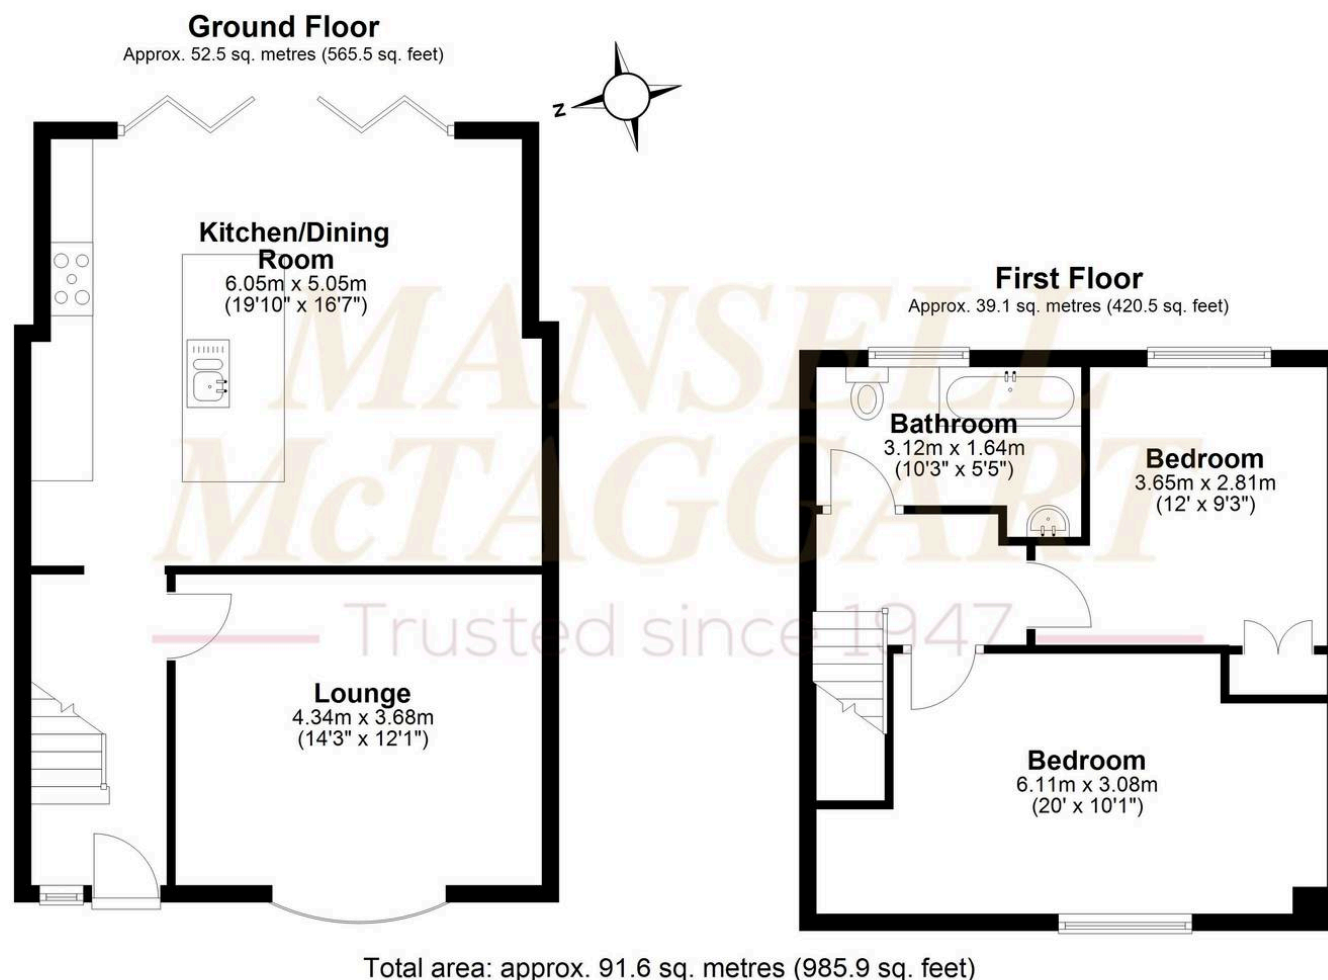 Ground Floor
Approx. 52.5 sq. metres (565.5 sq. feet)
N
Kitchen/Dining
Room
6.05m x 5.05m
(19'10" x 16'7")
First Floor
Approx. 39.1 sq. metres (420.5 sq. feet)
MANSELL
McTAGGART
Trusted since 1947
Bathroom
3.12m x 1.64m
(10'3" x 5'5")
Bedroom
3.65m x 2.81m
(12' x 9'3")
Lounge
4.34m x 3.68m
(14'3" x 12'1")
Bedroom
6.11m x 3.08m
(20' x 10'1")
Total area: approx. 91.6 sq. metres (985.9 sq. feet)